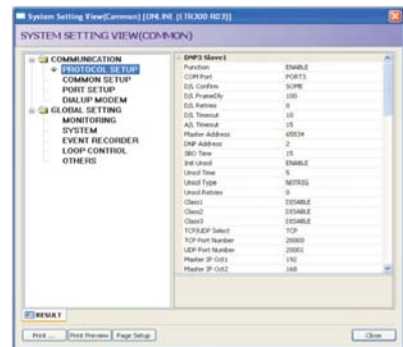 System Setting View(Common) [ONLINE (ETR300-R03)]
SYSTEM SETTING VIEW(COMMON)
COMMUNICATION
PROTOCOL SETUP
COMMON SETUP
PORT SETUP
DIALUP MODEM
GLOBAL SETTING
MONITORING
SYSTEM
EVENT RECORDER
LOOP CONTROL
OTHERS
DNP3 Slave1
Function ENABLE
COM Port PORT3
D/L Confirm SOME
D/L FrameDly 100
D/L Retries 0
D/L Timeout 10
A/L Timeout 15
Master Address 65534
DNP Address 2
SBO Time 15
Init Unsol ENABLE
Unsol Time 5
Unsol Type NOTRIG
Unsol Retries 0
Class1 DISABLE
Class2 DISABLE
Class3 DISABLE
TCP/UDP Select TCP
TCP Port Number 20000
UDP Port Number 20001
Master IP Oct1 192
Master IP Oct2 168
RESULT
Print ...
Print Preview
Page Setup
Close